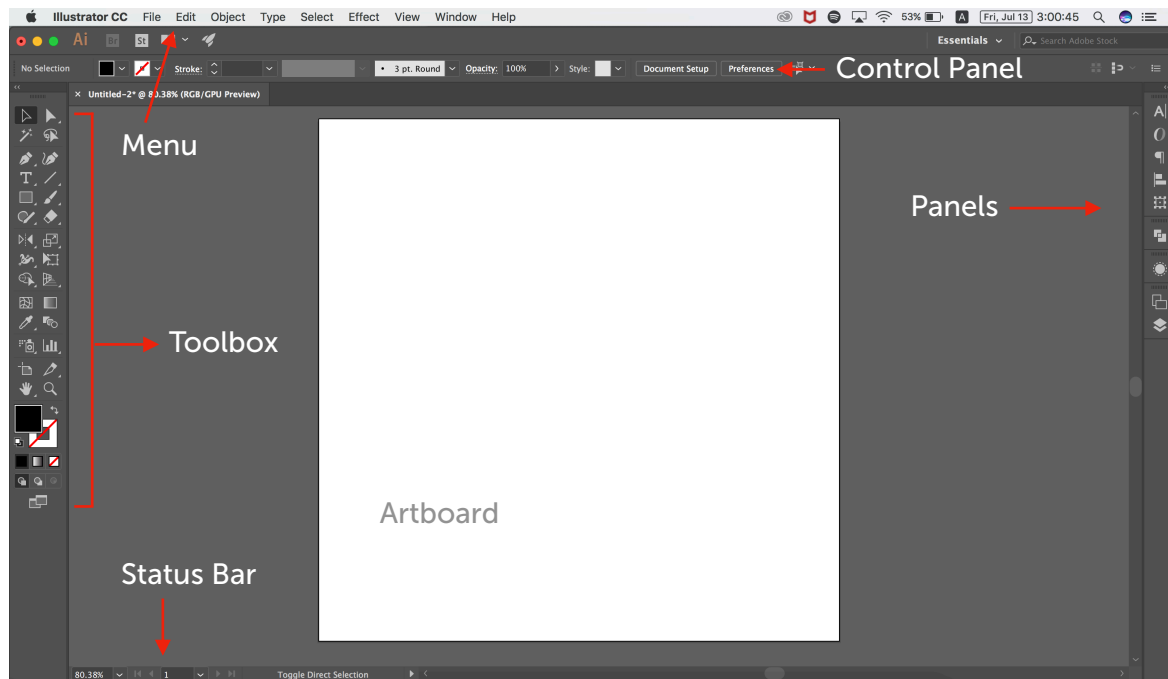 Illustrator CC File Edit Object Type Select Effect View Window Help 53% A Fri, Jul 13 3:00:45
Ai Br St Essentials Search Adobe Stock
No Selection Stroke: 3 pt. Round Opacity: 100% Style: Document Setup Preferences Control Panel
× Untitled-2* @ 80.38% (RGB/GPU Preview)
Menu
Panels
Toolbox
Artboard
Status Bar
80.38% 1 Toggle Direct Selection